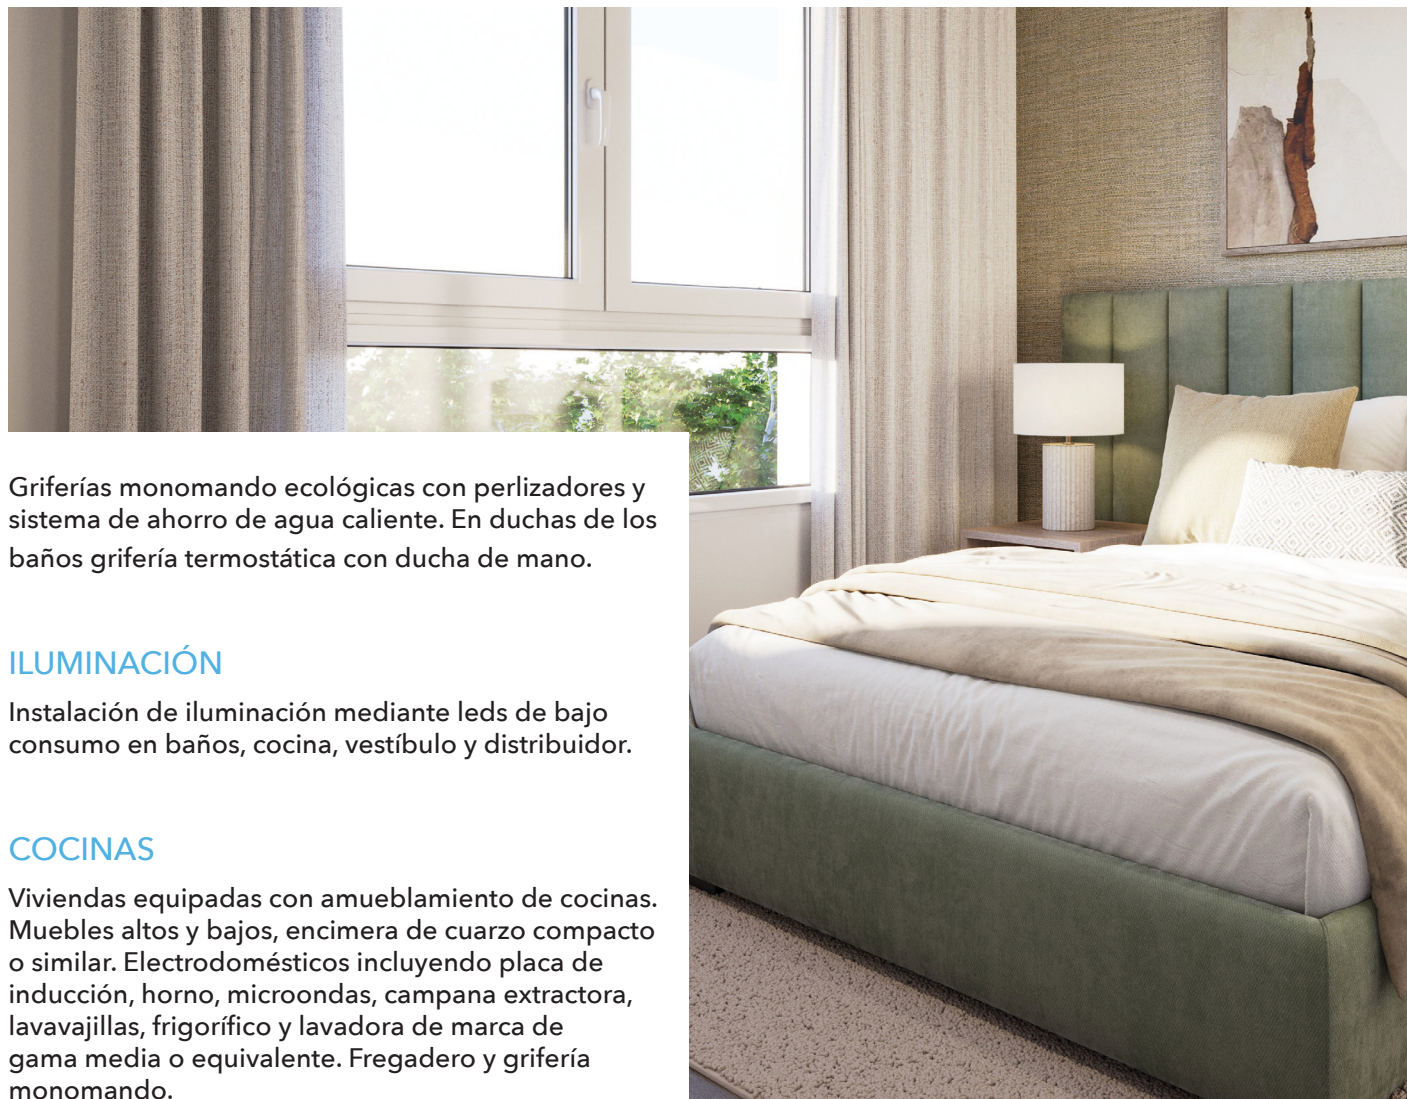 Griferías monomando ecológicas con perlizadores y
sistema de ahorro de agua caliente. En duchas de los
baños grifería termostática con ducha de mano.
ILUMINACIÓN
Instalación de iluminación mediante leds de bajo
consumo en baños, cocina, vestíbulo y distribuidor.
COCINAS
Viviendas equipadas con amueblamiento de cocinas.
Muebles altos y bajos, encimera de cuarzo compacto
o similar. Electrodomésticos incluyendo placa de
inducción, horno, microondas, campana extractora,
lavavajillas, frigorífico y lavadora de marca de
gama media o equivalente. Fregadero y grifería
monomando.